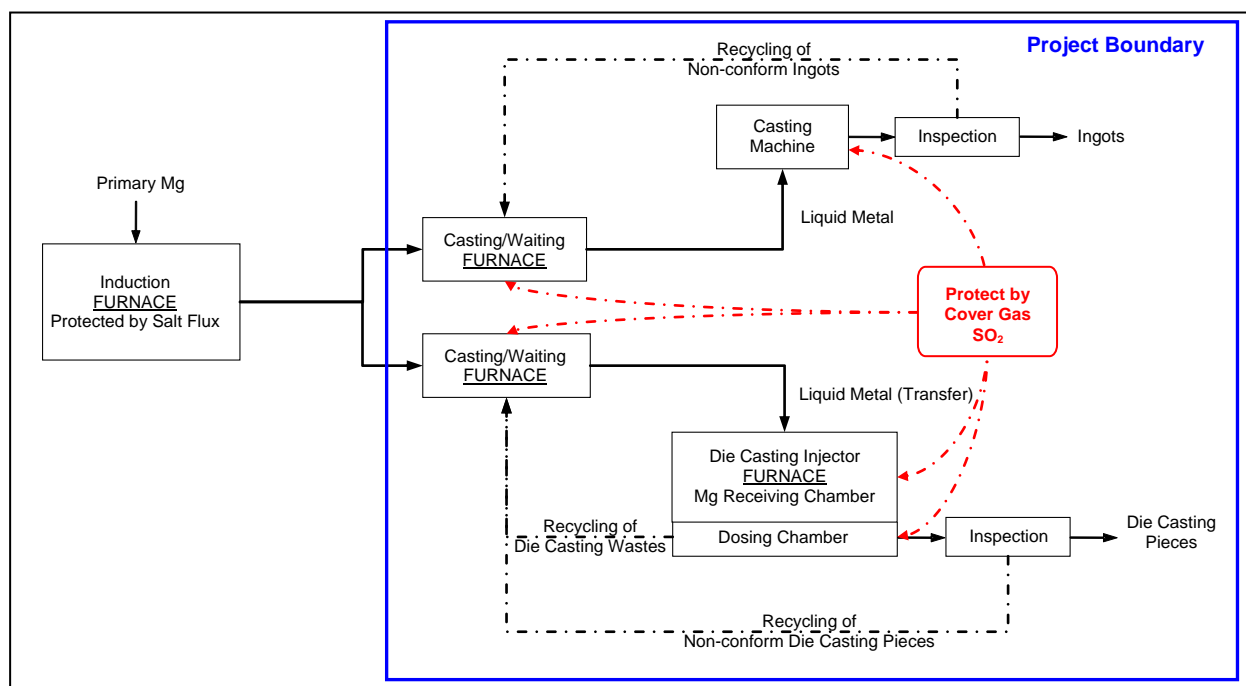 Project Boundary
Recycling of
Non-conform Ingots
Casting
Machine
Inspection
Ingots
Primary Mg
Liquid Metal
Casting/Waiting
FURNACE
Induction
FURNACE
Protected by Salt Flux
Protect by
Cover Gas
SO₂
Casting/Waiting
FURNACE
Liquid Metal (Transfer)
Die Casting Injector
FURNACE
Mg Receiving Chamber
Recycling of
Die Casting Wastes
Dosing Chamber
Inspection
Die Casting
Pieces
Recycling of
Non-conform Die Casting Pieces